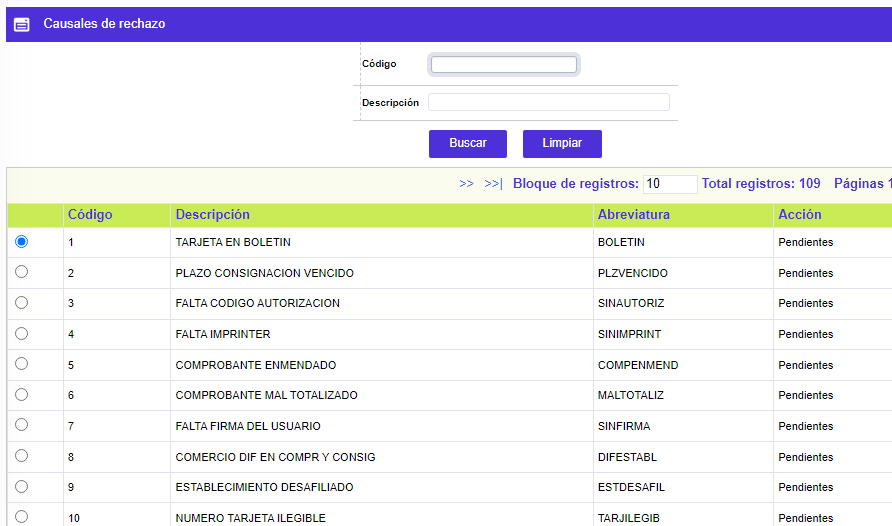 Causales de rechazo
Código
Descripción
Buscar Limpiar
>> >>| Bloque de registros: 10 Total registros: 109 Páginas 1
Código Descripción Abreviatura Acción
1 TARJETA EN BOLETIN BOLETIN Pendientes
2 PLAZO CONSIGNACION VENCIDO PLZVENCIDO Pendientes
3 FALTA CODIGO AUTORIZACION SINAUTORIZ Pendientes
4 FALTA IMPRINTER SINIMPRINT Pendientes
5 COMPROBANTE ENMENDADO COMPENMEND Pendientes
6 COMPROBANTE MAL TOTALIZADO MALTOTALIZ Pendientes
7 FALTA FIRMA DEL USUARIO SINFIRMA Pendientes
8 COMERCIO DIF EN COMPR Y CONSIG DIFESTABL Pendientes
9 ESTABLECIMIENTO DESAFILIADO ESTDESAFIL Pendientes
10 NUMERO TARJETA ILEGIBLE TARJILEGIB Pendientes